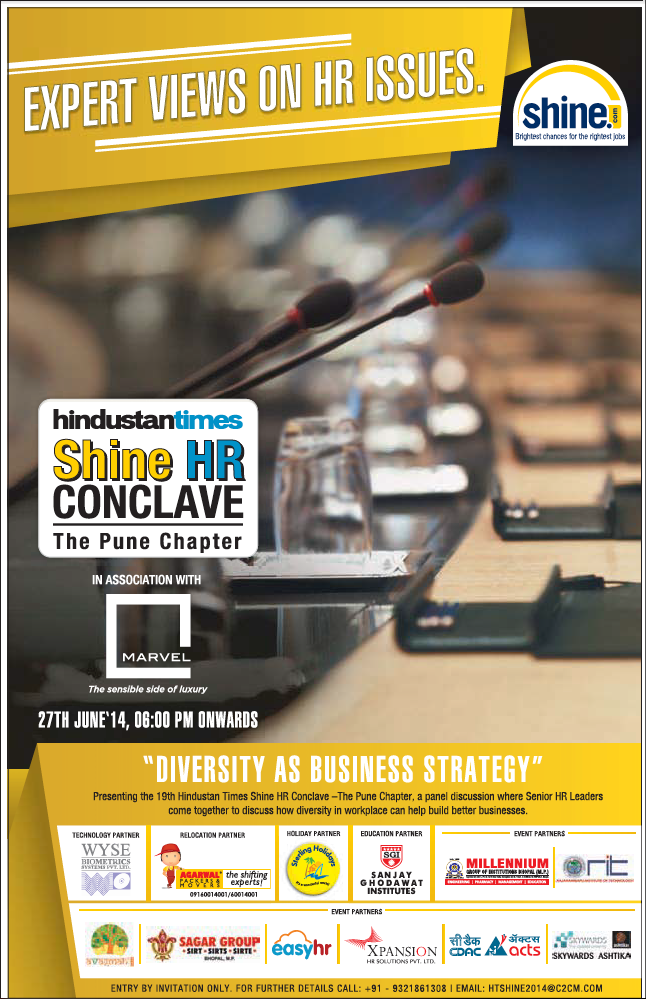 EXPERT VIEWS ON HR ISSUES.
shine.com
Brightest chances for the rightest jobs
hindustantimes
Shine HR
CONCLAVE
The Pune Chapter
IN ASSOCIATION WITH
MARVEL
The sensible side of luxury
27TH JUNE'14, 06:00 PM ONWARDS
"DIVERSITY AS BUSINESS STRATEGY"
Presenting the 19th Hindustan Times Shine HR Conclave –The Pune Chapter, a panel discussion where Senior HR Leaders
come together to discuss how diversity in workplace can help build better businesses.
TECHNOLOGY PARTNER
WYSE
BIOMETRICS
SYSTEMS PVT. LTD.
RELOCATION PARTNER
AGARWAL
PACKERS &
MOVERS
the shifting
experts!
09160014001/60014001
HOLIDAY PARTNER
Sterling Holidays
EDUCATION PARTNER
SGI
SANJAY
GHODAWAT
INSTITUTES
EVENT PARTNERS
MILLENNIUM
GROUP OF INSTITUTIONS BHOPAL (M.P.)
rit
EVENT PARTNERS
SAGAR GROUP
SIRT - SIRTS - SIRTE
BHOPAL, M.P.
easyhr
XPANSION
HR SOLUTIONS PVT. LTD.
सी डैक
CDAC
ॲक्टस
acts
SKYWARDS
SKYWARDS ASHTIKA
ENTRY BY INVITATION ONLY. FOR FURTHER DETAILS CALL: +91 - 9321861308 | EMAIL: HTSHINE2014@C2CM.COM